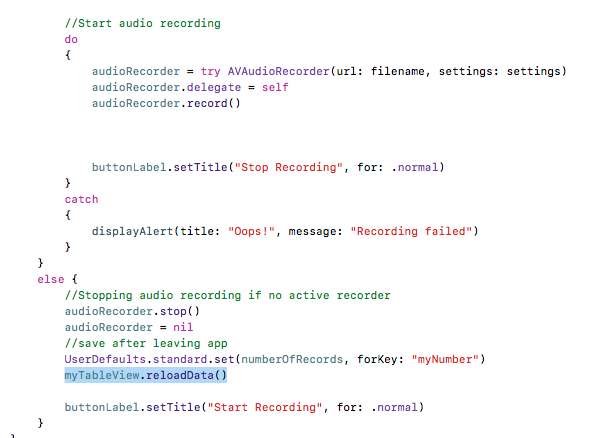 //Start audio recording
do
{
audioRecorder = try AVAudioRecorder(url: filename, settings: settings)
audioRecorder.delegate = self
audioRecorder.record()
buttonLabel.setTitle("Stop Recording", for: .normal)
}
catch
{
displayAlert(title: "Oops!", message: "Recording failed")
}
}
else {
//Stopping audio recording if no active recorder
audioRecorder.stop()
audioRecorder = nil
//save after leaving app
UserDefaults.standard.set(numberOfRecords, forKey: "myNumber")
myTableView.reloadData()
buttonLabel.setTitle("Start Recording", for: .normal)
}